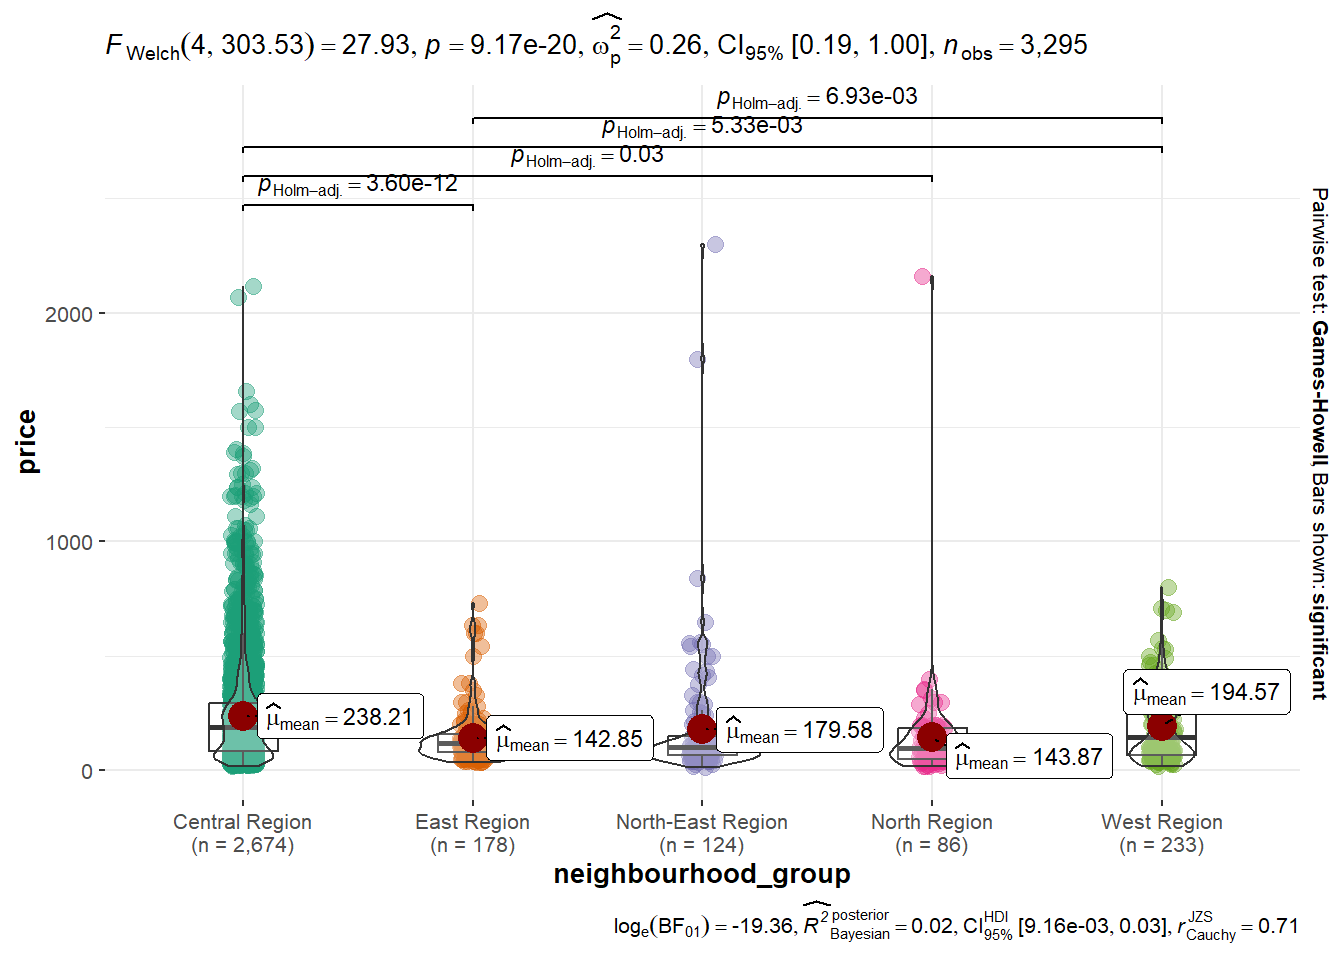 F Welch(4, 303.53) = 27.93, p = 9.17e-20, ω̂²p = 0.26, CI95% [0.19, 1.00], n obs = 3,295
pHolm−adj. = 6.93e-03
pHolm−adj. = 5.33e-03
pHolm−adj. = 0.03
pHolm−adj. = 3.60e-12
Pairwise test: Games-Howell, Bars shown: significant
price
2000
1000
0
μ̂mean = 238.21
μ̂mean = 142.85
μ̂mean = 179.58
μ̂mean = 143.87
μ̂mean = 194.57
Central Region
(n = 2,674)
East Region
(n = 178)
North-East Region
(n = 124)
North Region
(n = 86)
West Region
(n = 233)
neighbourhood_group
loge(BF01) = -19.36, R̂² posterior Bayesian = 0.02, CI HDI 95% [9.16e-03, 0.03], r JZS Cauchy = 0.71